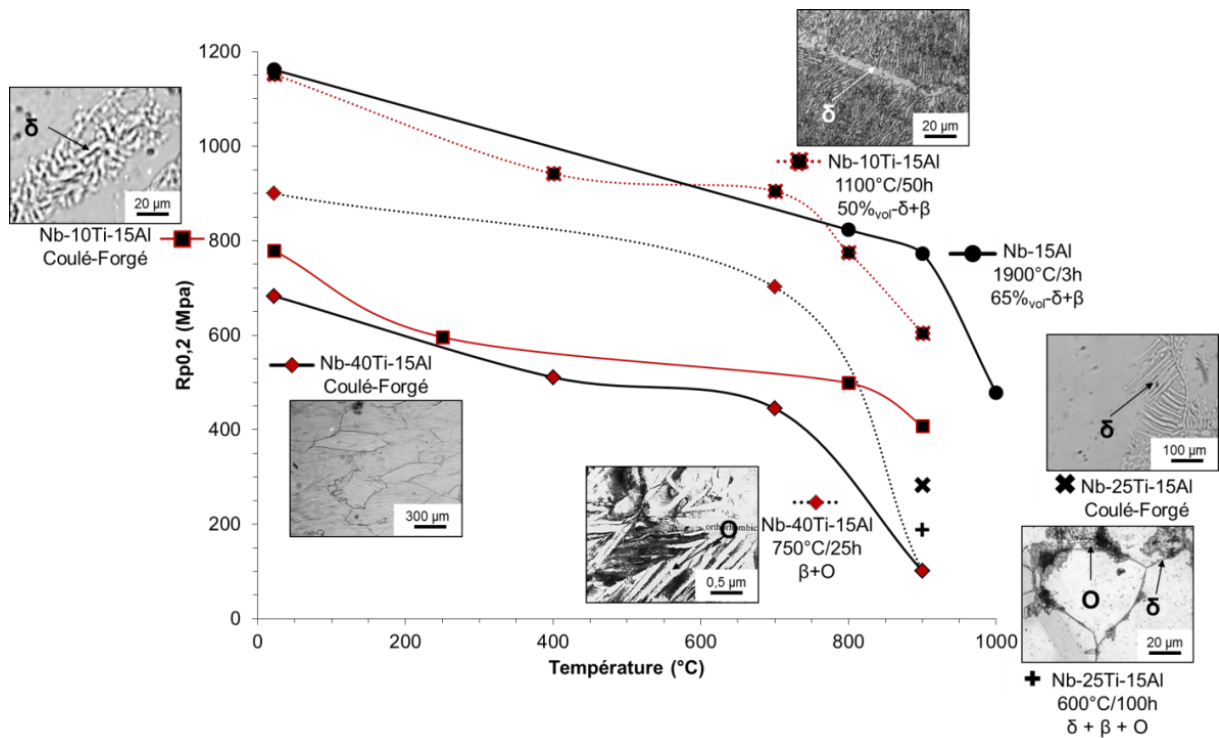 1200
1000
800
600
400
200
0
0
200
400
600
800
1000
Rp0,2 (Mpa)
Température (°C)
δ
20 µm
Nb-10Ti-15Al
Coulé-Forgé
δ
20 µm
Nb-10Ti-15Al
1100°C/50h
50%vol-δ+β
Nb-15Al
1900°C/3h
65%vol-δ+β
Nb-40Ti-15Al
Coulé-Forgé
300 µm
orthorhombic
O
0,5 µm
Nb-40Ti-15Al
750°C/25h
β+O
δ
100 µm
Nb-25Ti-15Al
Coulé-Forgé
O
δ
20 µm
Nb-25Ti-15Al
600°C/100h
δ + β + O